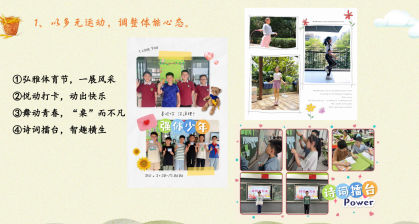 1、以多元运动，调整体能心态。
①弘雅体育节，一展风采
②悦动打卡，动出快乐
③舞动青春，“桌”而不凡
④诗词擂台，智趣横生
强体少年
诗词擂台
Power